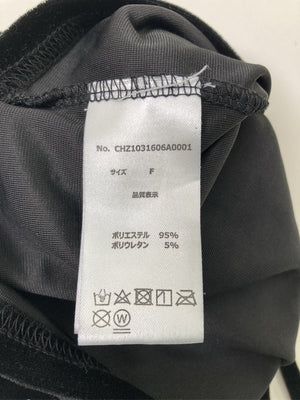 No. CHZ1031606A0001
サイズ F
品質表示
ポリエステル 95%
ポリウレタン 5%